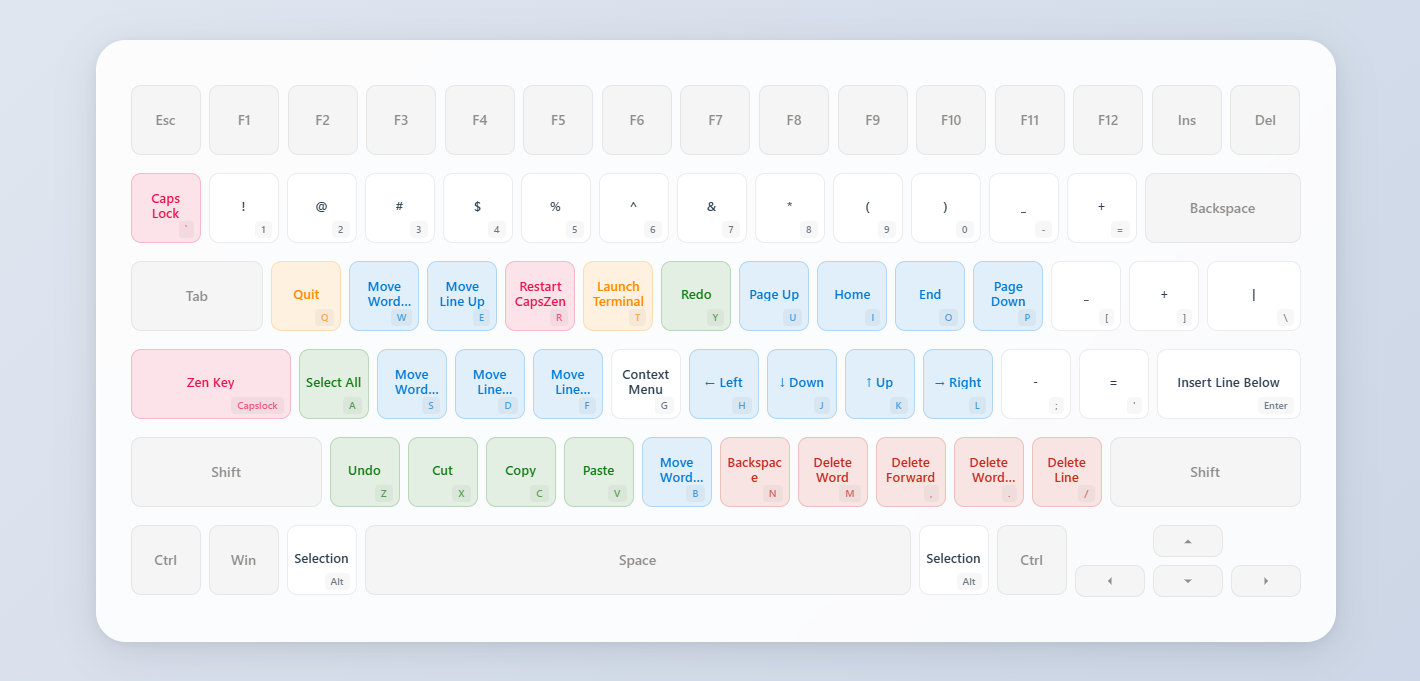 Esc
F1
F2
F3
F4
F5
F6
F7
F8
F9
F10
F11
F12
Ins
Del
Caps
Lock
`
!
1
@
2
#
3
$
4
%
5
^
6
&
7
*
8
(
9
)
0
_
-
+
=
Backspace
Tab
Quit
Q
Move
Word...
W
Move
Line Up
E
Restart
CapsZen
R
Launch
Terminal
T
Redo
Y
Page Up
U
Home
I
End
O
Page
Down
P
_
[
+
]
|
\
Zen Key
Capslock
Select All
A
Move
Word...
S
Move
Line...
D
Move
Line...
F
Context
Menu
G
← Left
H
↓ Down
J
↑ Up
K
→ Right
L
-
;
=
'
Insert Line Below
Enter
Shift
Undo
Z
Cut
X
Copy
C
Paste
V
Move
Word...
B
Backspac
e
N
Delete
Word
M
Delete
Forward
,
Delete
Word...
.
Delete
Line
/
Shift
Ctrl
Win
Selection
Alt
Space
Selection
Alt
Ctrl